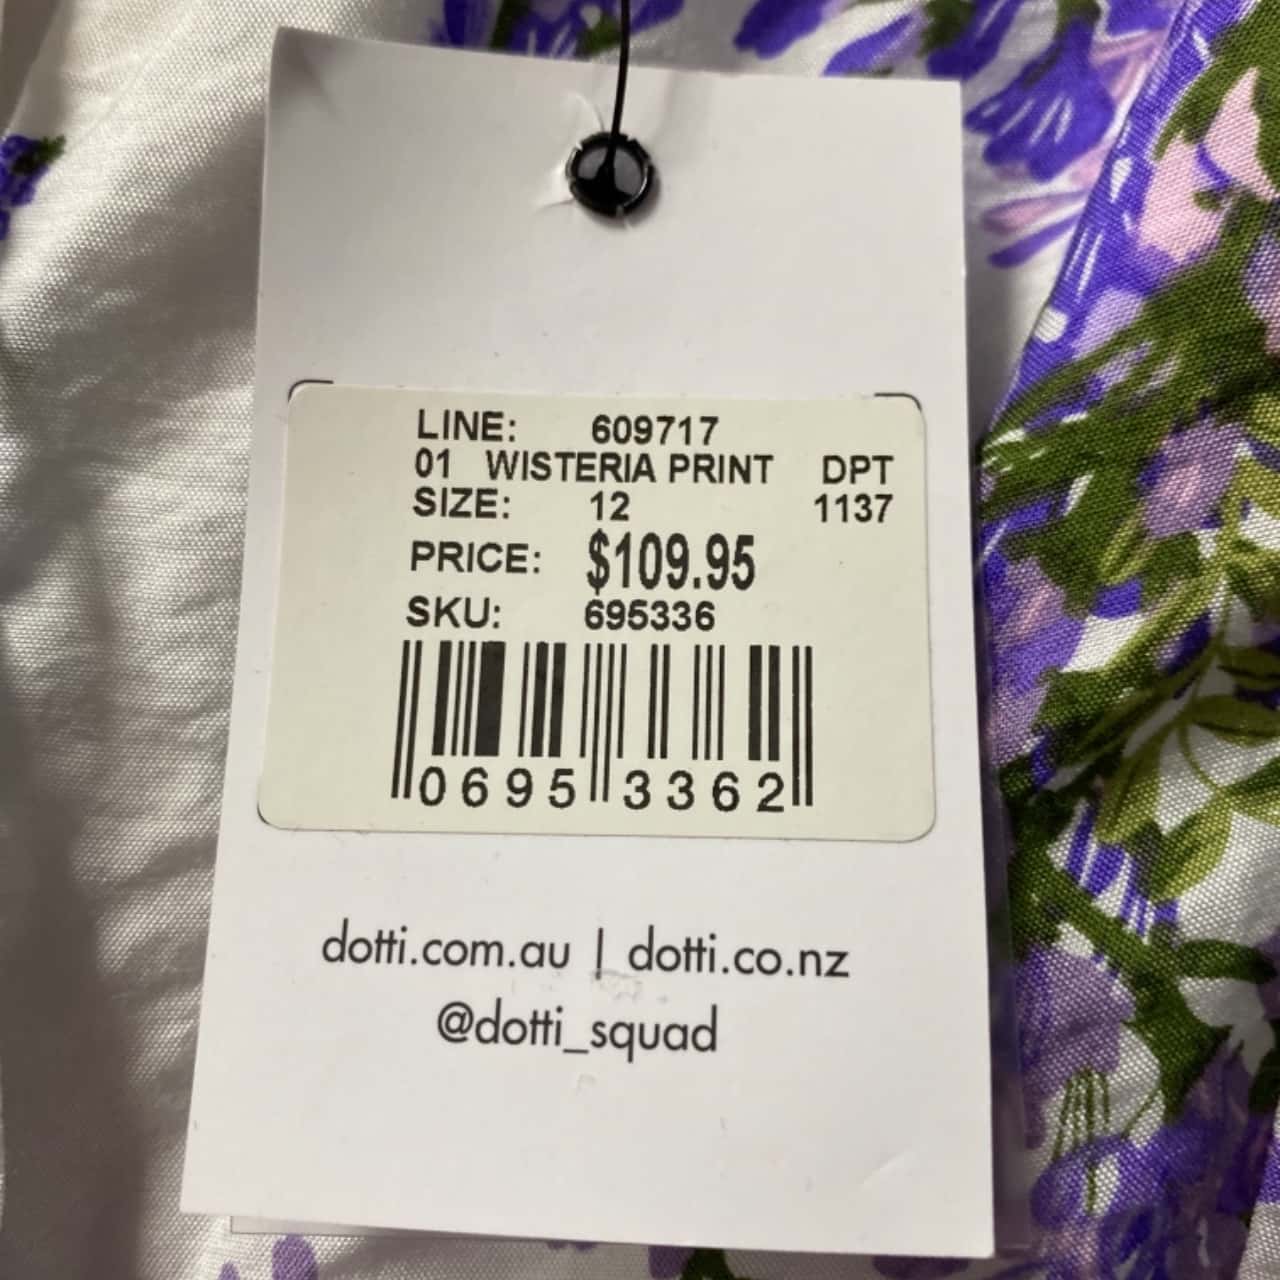 LINE: 609717
01 WISTERIA PRINT DPT
SIZE: 12 1137
PRICE: $109.95
SKU: 695336
0695 3362
dotti.com.au | dotti.co.nz
@dotti_squad